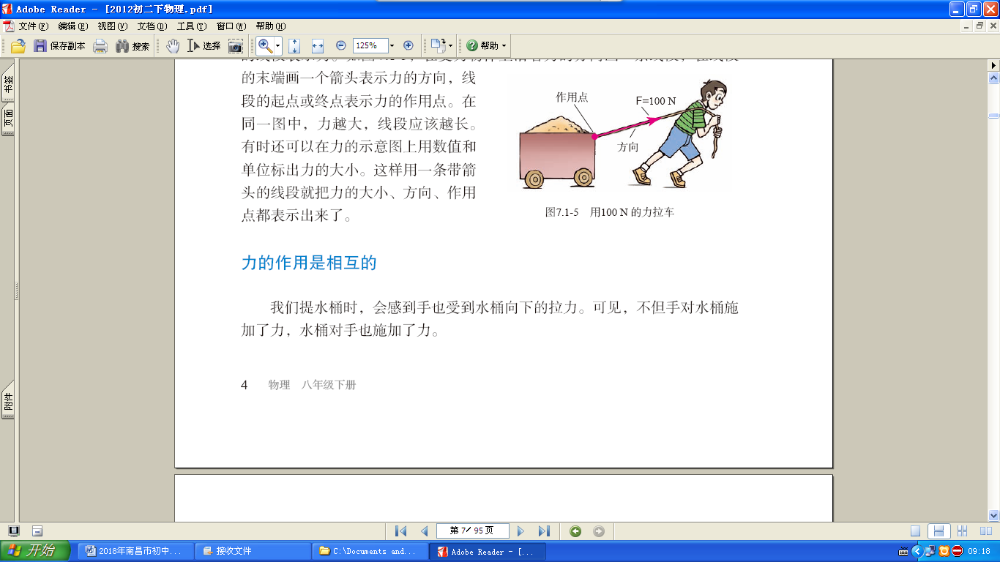 Adobe Reader - [2012初二下物理.pdf]
文件(F) 编辑(E) 视图(V) 文档(D) 工具(T) 窗口(W) 帮助(H)
保存副本 搜索 选择 125% 帮助
书签
页面
附件
的末端画一个箭头表示力的方向，线
段的起点或终点表示力的作用点。在
同一图中，力越大，线段应该越长。
有时还可以在力的示意图上用数值和
单位标出力的大小。这样用一条带箭
头的线段就把力的大小、方向、作用
点都表示出来了。
作用点
F=100 N
方向
图7.1-5 用100 N 的力拉车
力的作用是相互的
我们提水桶时，会感到手也受到水桶向下的拉力。可见，不但手对水桶施
加了力，水桶对手也施加了力。
4 物理 八年级下册
第 7/ 95 页
开始 2018年南昌市初中... 接收文件 C:\Documents and... Adobe Reader - [... 09:18